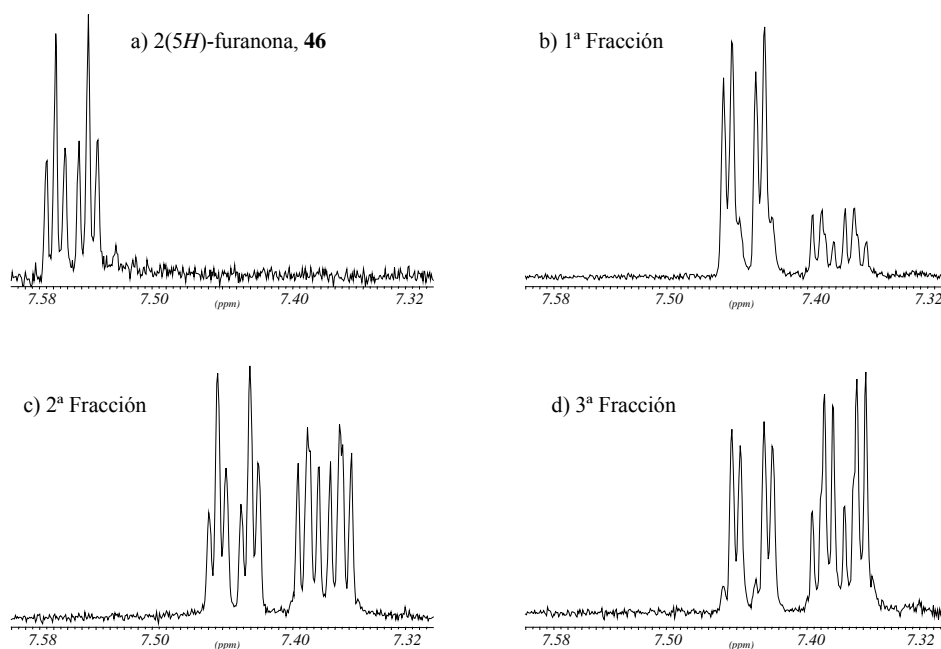 a) 2(5H)-furanona, 46
b) 1ª Fracción
7.58 7.50 (ppm) 7.40 7.32
7.58 7.50 (ppm) 7.40 7.32
c) 2ª Fracción
d) 3ª Fracción
7.58 7.50 (ppm) 7.40 7.32
7.58 7.50 (ppm) 7.40 7.32